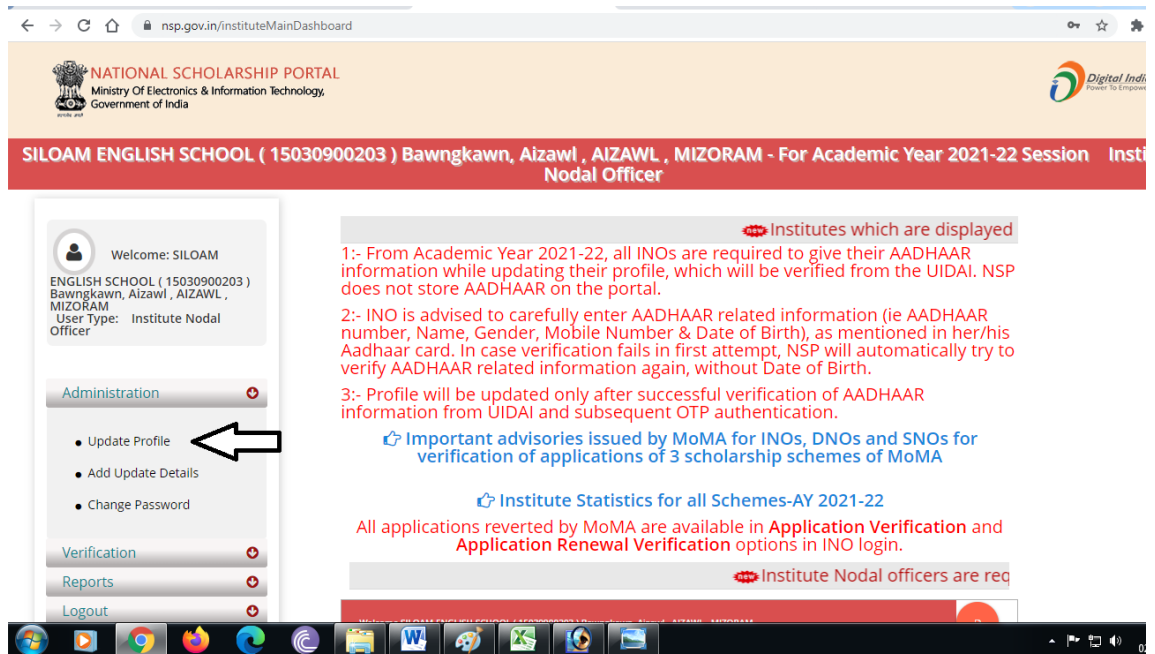 nsp.gov.in/instituteMainDashboard
NATIONAL SCHOLARSHIP PORTAL
Ministry Of Electronics & Information Technology,
Government of India
Digital Indi
Power To Empowe
SILOAM ENGLISH SCHOOL ( 15030900203 ) Bawngkawn, Aizawl , AIZAWL , MIZORAM - For Academic Year 2021-22 Session Insti
Nodal Officer
Welcome: SILOAM
ENGLISH SCHOOL ( 15030900203 )
Bawngkawn, Aizawl , AIZAWL ,
MIZORAM
User Type: Institute Nodal
Officer
Administration
Update Profile
Add Update Details
Change Password
Verification
Reports
Logout
new Institutes which are displayed
1:- From Academic Year 2021-22, all INOs are required to give their AADHAAR
information while updating their profile, which will be verified from the UIDAI. NSP
does not store AADHAAR on the portal.
2:- INO is advised to carefully enter AADHAAR related information (ie AADHAAR
number, Name, Gender, Mobile Number & Date of Birth), as mentioned in her/his
Aadhaar card. In case verification fails in first attempt, NSP will automatically try to
verify AADHAAR related information again, without Date of Birth.
3:- Profile will be updated only after successful verification of AADHAAR
information from UIDAI and subsequent OTP authentication.
Important advisories issued by MoMA for INOs, DNOs and SNOs for
verification of applications of 3 scholarship schemes of MoMA
Institute Statistics for all Schemes-AY 2021-22
All applications reverted by MoMA are available in Application Verification and
Application Renewal Verification options in INO login.
new Institute Nodal officers are req